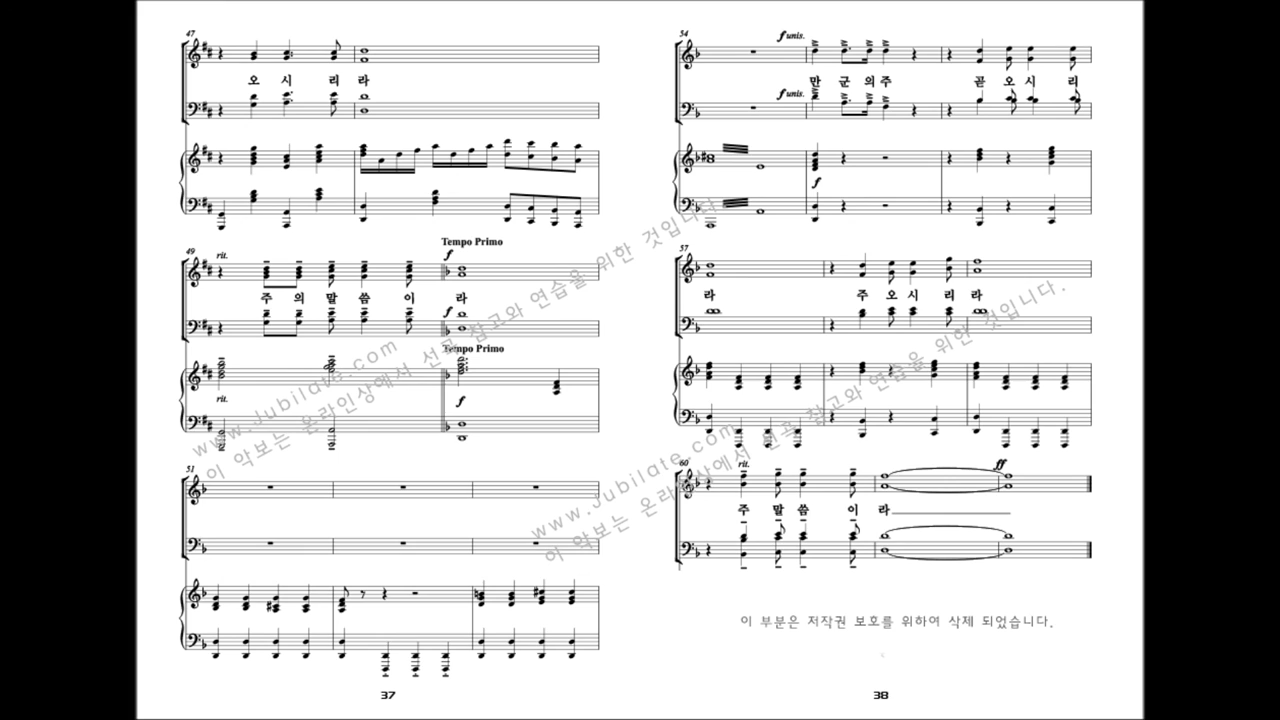 47
오 시 리 라
49
rit.
Tempo Primo
f
주 의 말 씀 이 라
f
Tempo Primo
rit.
f
51
37
54
f unis.
만 군 의 주 곧 오 시 리
f unis.
f
57
라 주 오 시 리 라
60
rit.
ff
주 말 씀 이 라
이 부분은 저작권 보호를 위하여 삭제 되었습니다.
38
www.Jubilate.com
이 악보는 온라인상에서 선곡 참고와 연습을 위한 것입니다.
www.Jubilate.com
이 악보는 온라인상에서 선곡 참고와 연습을 위한 것입니다.